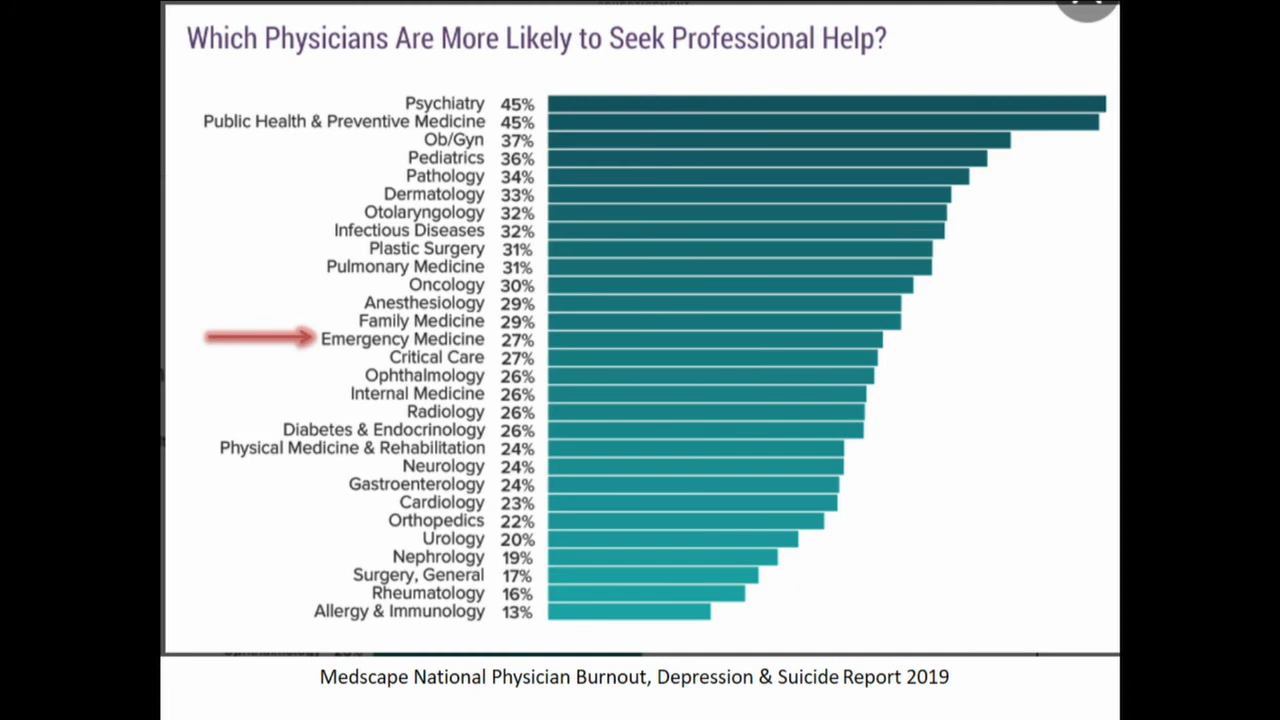 Which Physicians Are More Likely to Seek Professional Help?
Psychiatry 45%
Public Health & Preventive Medicine 45%
Ob/Gyn 37%
Pediatrics 36%
Pathology 34%
Dermatology 33%
Otolaryngology 32%
Infectious Diseases 32%
Plastic Surgery 31%
Pulmonary Medicine 31%
Oncology 30%
Anesthesiology 29%
Family Medicine 29%
Emergency Medicine 27%
Critical Care 27%
Ophthalmology 26%
Internal Medicine 26%
Radiology 26%
Diabetes & Endocrinology 26%
Physical Medicine & Rehabilitation 24%
Neurology 24%
Gastroenterology 24%
Cardiology 23%
Orthopedics 22%
Urology 20%
Nephrology 19%
Surgery, General 17%
Rheumatology 16%
Allergy & Immunology 13%
Medscape National Physician Burnout, Depression & Suicide Report 2019